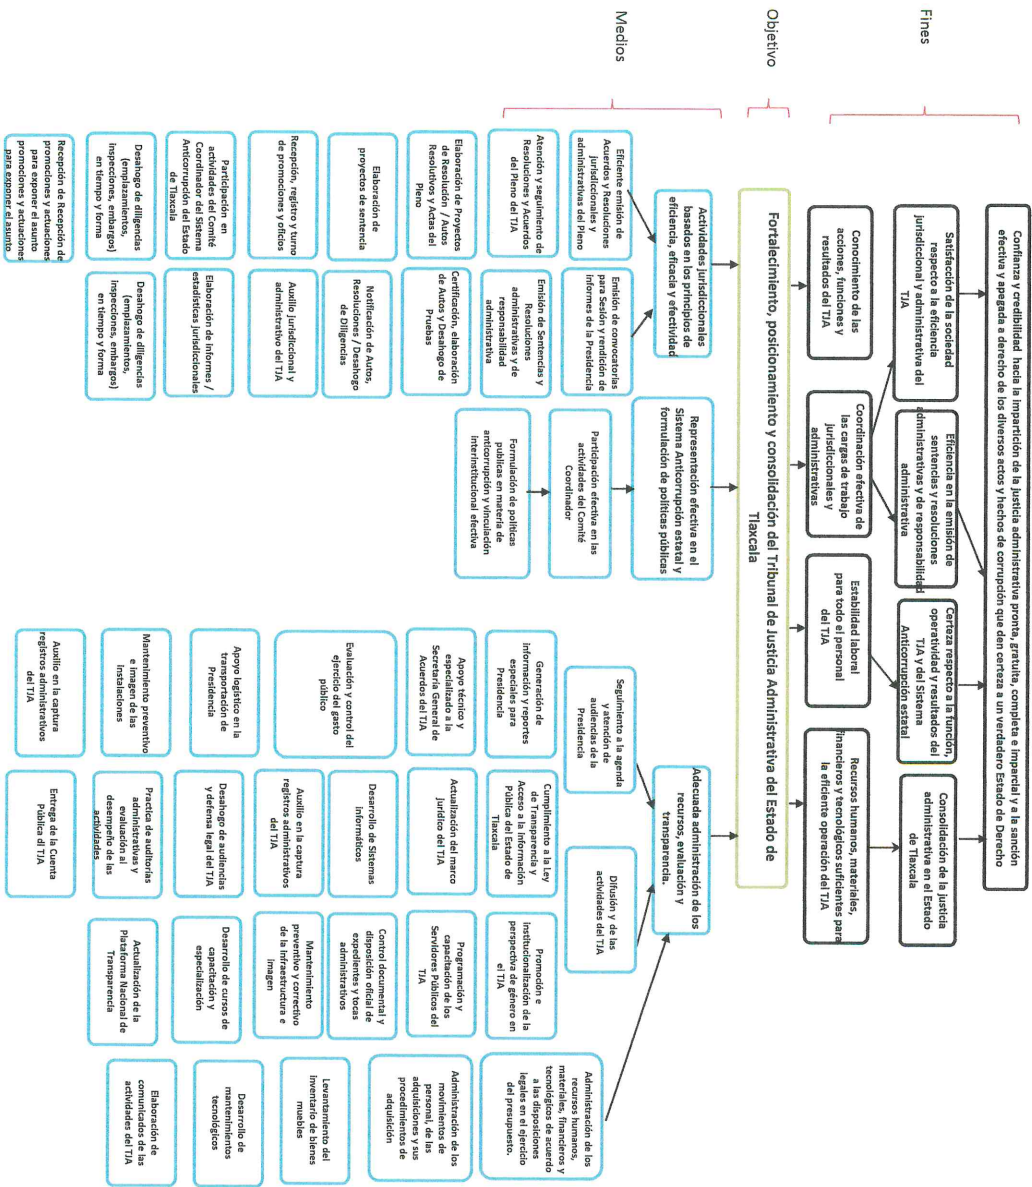 Fines
Objetivo
Medios
Confianza y credibilidad hacia la impartición de la justicia administrativa pronta, gratuita, completa e imparcial y a la sanción
efectiva y apegada a derecho de los diversos actos y hechos de corrupción que den certeza a un verdadero Estado de Derecho
Satisfacción de la sociedad
respecto a la eficiencia
jurisdiccional y administrativa del
TJA
Eficiencia en la emisión de
sentencias y resoluciones
administrativas y de responsabilidad
administrativa
Certeza respecto a la función,
operatividad y resultados del
TJA y del Sistema
Anticorrupción estatal
Consolidación de la justicia
administrativa en el Estado
de Tlaxcala
Conocimiento de las
acciones, funciones y
resultados del TJA
Coordinación efectiva de
las cargas de trabajo
jurisdiccionales y
administrativas
Estabilidad laboral
para todo el personal
del TJA
Recursos humanos, materiales,
financieros y tecnológicos suficientes para
la eficiente operación del TJA
Fortalecimiento, posicionamiento y consolidación del Tribunal de Justicia Administrativa del Estado de
Tlaxcala
Actividades jurisdiccionales
basados en los principios de
eficiencia, eficacia y efectividad
Representación efectiva en el
Sistema Anticorrupción estatal y
formulación de políticas públicas
Adecuada administración de los
recursos, evaluación y
transparencia.
Eficiente emisión de
Acuerdos y Resoluciones
jurisdiccionales y
administrativas del Pleno
Emisión de convocatorias
para Sesión y rendición de
informes de la Presidencia
Participación efectiva en las
actividades del Comité
Coordinador
Seguimiento a la agenda
y atención de
audiencias de la
Presidencia
Difusión y de las
actividades del TJA
Atención y seguimiento de
Resoluciones y Acuerdos
del Pleno del TJA
Emisión de Sentencias y
Resoluciones
administrativas y de
responsabilidad
administrativa
Formulación de políticas
publicas en materia de
anticorrupción y vinculación
interinstitucional efectiva
Generación de
información y reportes
especiales para
Presidencia
Cumplimiento a la Ley
de Transparencia y
Acceso a la Información
Pública del Estado de
Tlaxcala
Promoción e
institucionalización de la
perspectiva de género en
el TJA
Administración de los
recursos humanos,
materiales, financieros y
tecnológicos de acuerdo
a las disposiciones
legales en el ejercicio
del presupuesto.
Elaboración de Proyectos
de Resolución / Autos
Resolutivos y Actas del
Pleno
Certificación, elaboración
de Autos y Desahogo de
Pruebas
Apoyo técnico y
especializado a la
Secretaría General de
Acuerdos del TJA
Actualización del marco
jurídico del TJA
Programación y
capacitación de los
Servidores Públicos del
TJA
Administración de los
movimientos de
personal, de las
adquisiciones y sus
procedimientos de
adquisición
Elaboración de
proyectos de sentencia
Notificación de Autos,
Resoluciones / Desahogo
de Diligencias
Evaluación y control del
ejercicio del gasto
público
Desarrollo de Sistemas
informáticos
Control documental y
disposición oficial de
expedientes y tocas
administrativos
Levantamiento del
inventario de bienes
muebles
Recepción, registro y turno
de promociones y oficios
Auxilio jurisdiccional y
administrativo del TJA
Auxilio en la captura
registros administrativos
del TJA
Mantenimiento
preventivo y correctivo
de la Infraestructura e
imagen
Participación en
actividades del Comité
Coordinador del Sistema
Anticorrupción del Estado
de Tlaxcala
Elaboración de Informes /
estadísticas jurisdiccionales
Apoyo logístico en la
transportación de
Presidencia
Desahogo de audiencias
y defensa legal del TJA
Desarrollo de cursos de
capacitación y
especialización
Desarrollo de
mantenimientos
tecnológicos
Desahogo de diligencias
(emplazamientos,
inspecciones, embargos)
en tiempo y forma
Desahogo de diligencias
(emplazamientos,
inspecciones, embargos)
en tiempo y forma
Mantenimiento preventivo
e imagen de las
instalaciones
Practica de auditorías
administrativas y
evaluación al
desempeño de las
actividades
Actualización de la
Plataforma Nacional de
Transparencia
Elaboración de
comunicados de las
actividades del TJA
Recepción de Recepción de
promociones y actuaciones
para exponer el asunto
promociones y actuaciones
para exponer el asunto
Auxilio en la captura
registros administrativos
del TJA
Entrega de la Cuenta
Pública dl TJA